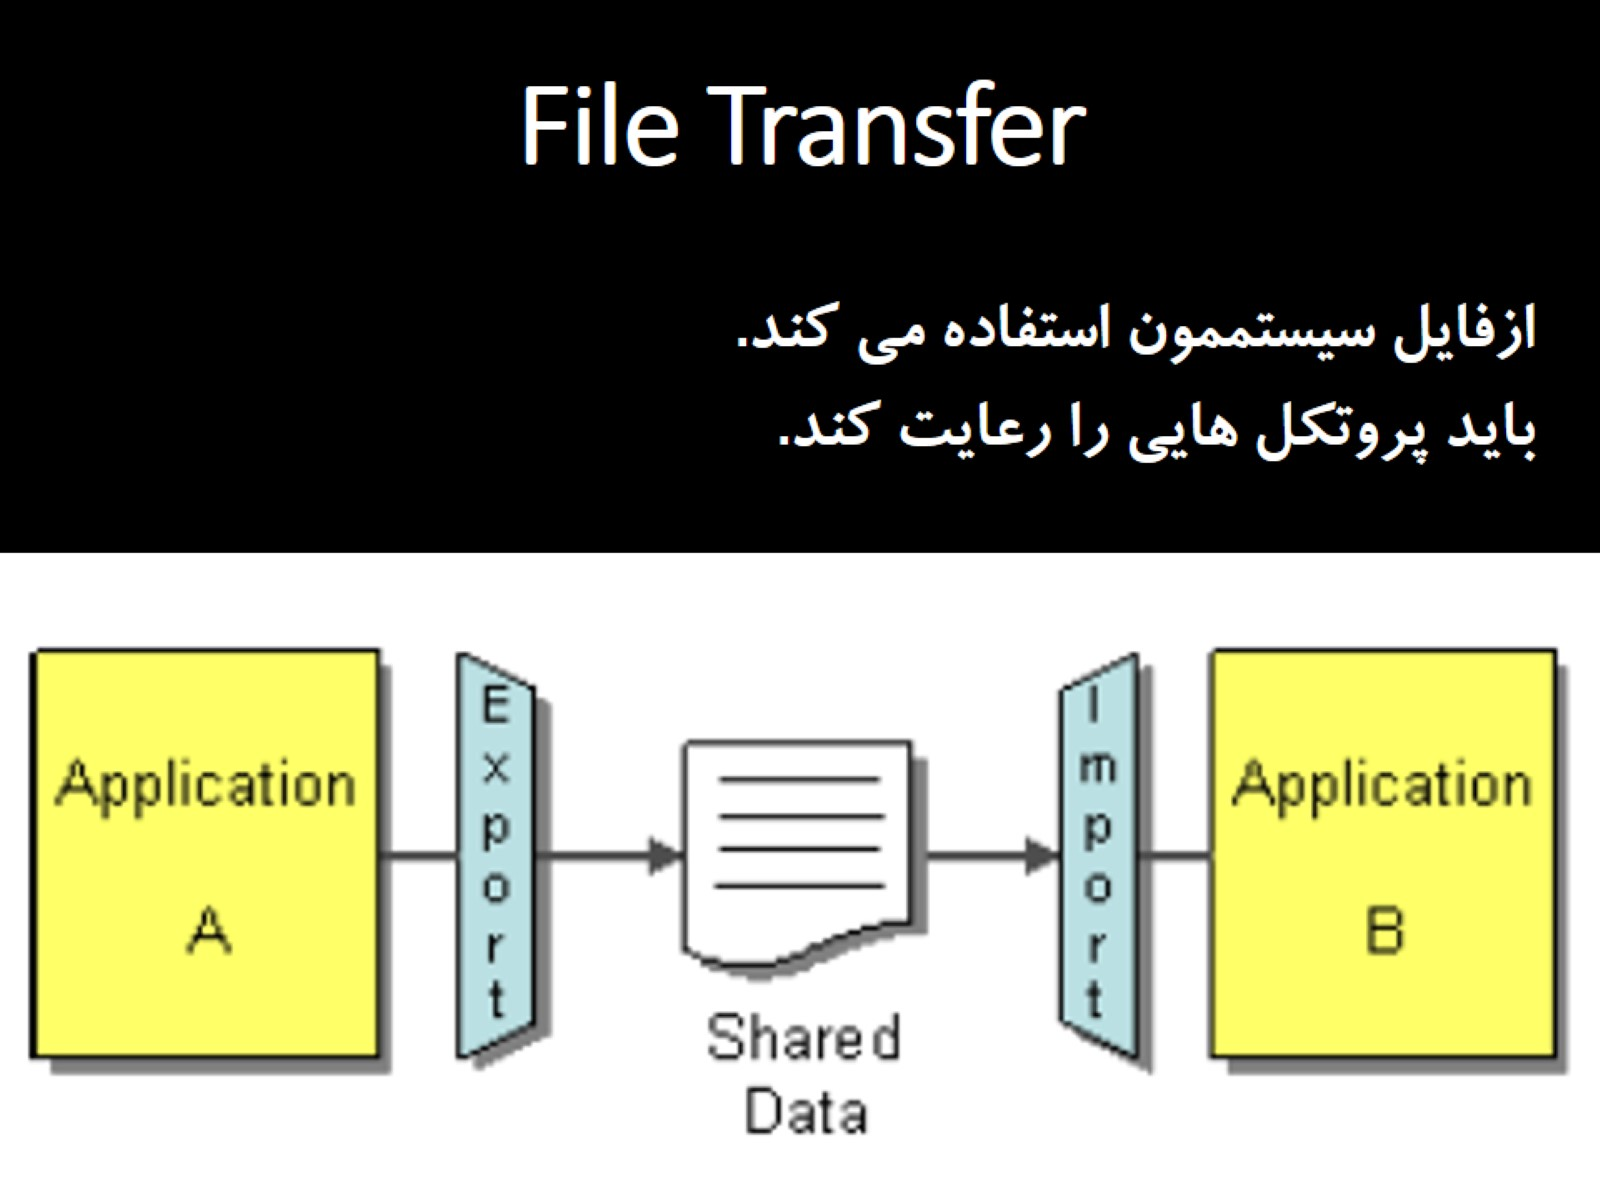 File Transfer
ازفایل سیستممون استفاده می کند.
باید پروتکل هایی را رعایت کند.
Application
A
Export
Shared
Data
Import
Application
B